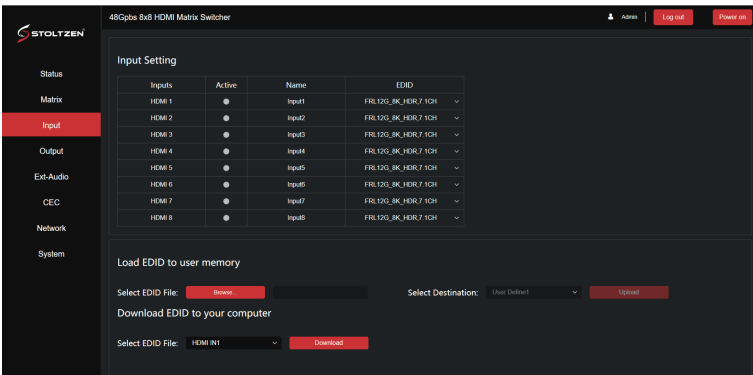 STOLTZEN
48Gpbs 8x8 HDMI Matrix Switcher
Admin
Log out
Power on
Status
Matrix
Input
Output
Ext-Audio
CEC
Network
System
Input Setting
Inputs Active Name EDID
HDMI 1 Input1 FRL12G_8K_HDR,7.1CH
HDMI 2 Input2 FRL12G_8K_HDR,7.1CH
HDMI 3 Input3 FRL12G_8K_HDR,7.1CH
HDMI 4 Input4 FRL12G_8K_HDR,7.1CH
HDMI 5 Input5 FRL12G_8K_HDR,7.1CH
HDMI 6 Input6 FRL12G_8K_HDR,7.1CH
HDMI 7 Input7 FRL12G_8K_HDR,7.1CH
HDMI 8 Input8 FRL12G_8K_HDR,7.1CH
Load EDID to user memory
Select EDID File: Browse... Select Destination: User Define1 Upload
Download EDID to your computer
Select EDID File: HDMI IN1 Download